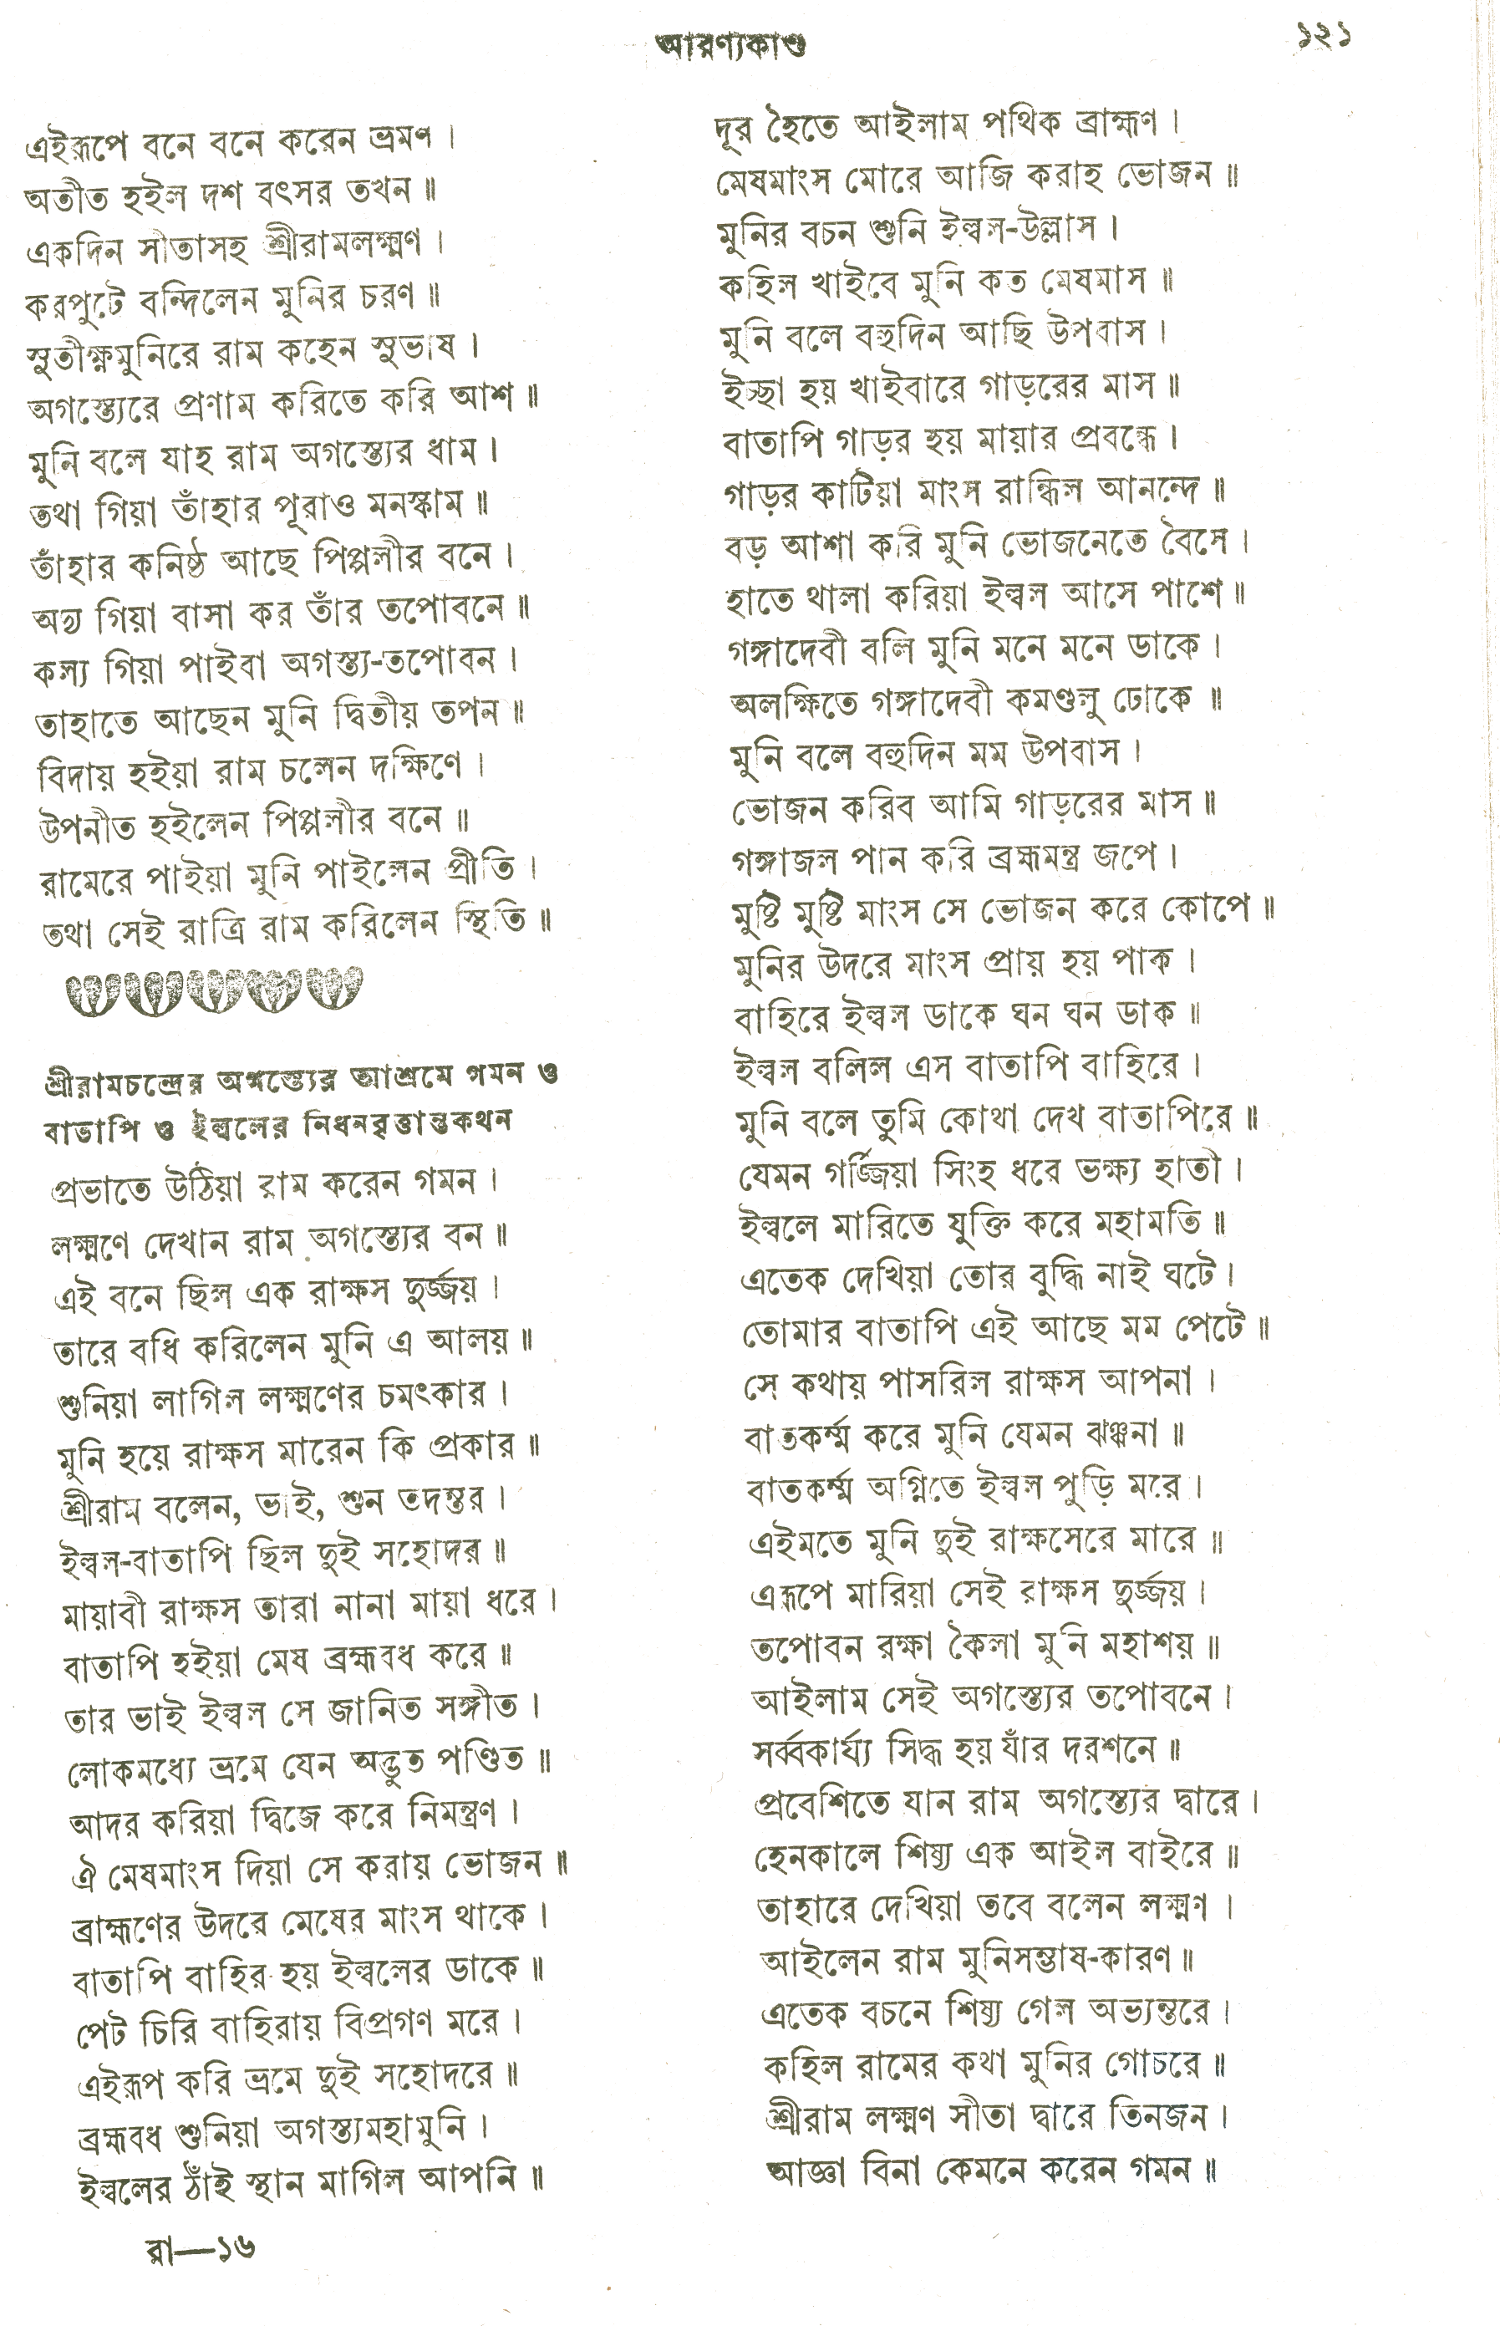 আরণ্যকাণ্ড
১২১
এইরূপে বনে বনে করেন ভ্রমণ ।
অতীত হইল দশ বৎসর তখন ॥
একদিন সীতাসহ শ্রীরামলক্ষ্মণ ।
করপুটে বন্দিলেন মুনির চরণ ॥
সুতীক্ষ্ণমুনিরে রাম কহেন সুভাষ ।
অগস্ত্যেরে প্রণাম করিতে করি আশ ॥
মুনি বলে যাহ রাম অগস্ত্যের ধাম ।
তথা গিয়া তাঁহার পূরাও মনস্কাম ॥
তাঁহার কনিষ্ঠ আছে পিপ্পলীর বনে ।
অদ্য গিয়া বাসা কর তাঁর তপোবনে ॥
কল্য গিয়া পাইবা অগস্ত্য-তপোবন ।
তাহাতে আছেন মুনি দ্বিতীয় তপন ॥
বিদায় হইয়া রাম চলেন দক্ষিণে ।
উপনীত হইলেন পিপ্পলীর বনে ॥
রামেরে পাইয়া মুনি পাইলেন প্রীতি ।
তথা সেই রাত্রি রাম করিলেন স্থিতি ॥
শ্রীরামচন্দ্রের অগস্ত্যের আশ্রমে গমন ও
বাতাপি ও ইল্বলের নিধনবৃত্তান্তকথন
প্রভাতে উঠিয়া রাম করেন গমন ।
লক্ষ্মণে দেখান রাম অগস্ত্যের বন ॥
এই বনে ছিল এক রাক্ষস দুর্জ্জয় ।
তারে বধি করিলেন মুনি এ আলয় ॥
শুনিয়া লাগিল লক্ষ্মণের চমৎকার ।
মুনি হয়ে রাক্ষস মারেন কি প্রকার ॥
শ্রীরাম বলেন, ভাই, শুন তদন্তর ।
ইল্বল-বাতাপি ছিল দুই সহোদর ॥
মায়াবী রাক্ষস তারা নানা মায়া ধরে ।
বাতাপি হইয়া মেষ ব্রহ্মবধ করে ॥
তার ভাই ইল্বল সে জানিত সঙ্গীত ।
লোকমধ্যে ভ্রমে যেন অদ্ভুত পণ্ডিত ॥
আদর করিয়া দ্বিজে করে নিমন্ত্রণ ।
ঐ মেষমাংস দিয়া সে করায় ভোজন ॥
ব্রাহ্মণের উদরে মেষের মাংস থাকে ।
বাতাপি বাহির হয় ইল্বলের ডাকে ॥
পেট চিরি বাহিরায় বিপ্রগণ মরে ।
এইরূপ করি ভ্রমে দুই সহোদরে ॥
ব্রহ্মবধ শুনিয়া অগস্ত্যমহামুনি ।
ইল্বলের ঠাঁই স্থান মাগিল আপনি ॥
রা—১৬
দূর হৈতে আইলাম পথিক ব্রাহ্মণ ।
মেষমাংস মোরে আজি করাহ ভোজন ॥
মুনির বচন শুনি ইল্বল-উল্লাস ।
কহিল খাইবে মুনি কত মেষমাস ॥
মুনি বলে বহুদিন আছি উপবাস ।
ইচ্ছা হয় খাইবারে গাড়রের মাস ॥
বাতাপি গাড়র হয় মায়ার প্রবন্ধে ।
গাড়র কাটিয়া মাংস রান্ধিল আনন্দে ॥
বড় আশা করি মুনি ভোজনেতে বৈসে ।
হাতে থালা করিয়া ইল্বল আসে পাশে ॥
গঙ্গাদেবী বলি মুনি মনে মনে ডাকে ।
অলক্ষিতে গঙ্গাদেবী কমণ্ডলু ঢোকে ॥
মুনি বলে বহুদিন মম উপবাস ।
ভোজন করিব আমি গাড়রের মাস ॥
গঙ্গাজল পান করি ব্রহ্মমন্ত্র জপে ।
মুষ্টি মুষ্টি মাংস সে ভোজন করে কোপে ॥
মুনির উদরে মাংস প্রায় হয় পাক ।
বাহিরে ইল্বল ডাকে ঘন ঘন ডাক ॥
ইল্বল বলিল এস বাতাপি বাহিরে ।
মুনি বলে তুমি কোথা দেখ বাতাপিরে ॥
যেমন গর্জ্জিয়া সিংহ ধরে ভক্ষ্য হাতী ।
ইল্বলে মারিতে যুক্তি করে মহামতি ॥
এতেক দেখিয়া তোর বুদ্ধি নাই ঘটে ।
তোমার বাতাপি এই আছে মম পেটে ॥
সে কথায় পাসরিল রাক্ষস আপনা ।
বাতকর্ম্ম করে মুনি যেমন ঝঞ্ঝনা ॥
বাতকর্ম্ম অগ্নিতে ইল্বল পুড়ি মরে ।
এইমতে মুনি দুই রাক্ষসেরে মারে ॥
এরূপে মারিয়া সেই রাক্ষস দুর্জ্জয় ।
তপোবন রক্ষা কৈলা মুনি মহাশয় ॥
আইলাম সেই অগস্ত্যের তপোবনে ।
সর্ব্বকার্য্য সিদ্ধ হয় যাঁর দরশনে ॥
প্রবেশিতে যান রাম অগস্ত্যের দ্বারে ।
হেনকালে শিষ্য এক আইল বাইরে ॥
তাহারে দেখিয়া তবে বলেন লক্ষ্মণ ।
আইলেন রাম মুনিসম্ভাষ-কারণ ॥
এতেক বচনে শিষ্য গেল অভ্যন্তরে ।
কহিল রামের কথা মুনির গোচরে ॥
শ্রীরাম লক্ষ্মণ সীতা দ্বারে তিনজন ।
আজ্ঞা বিনা কেমনে করেন গমন ॥